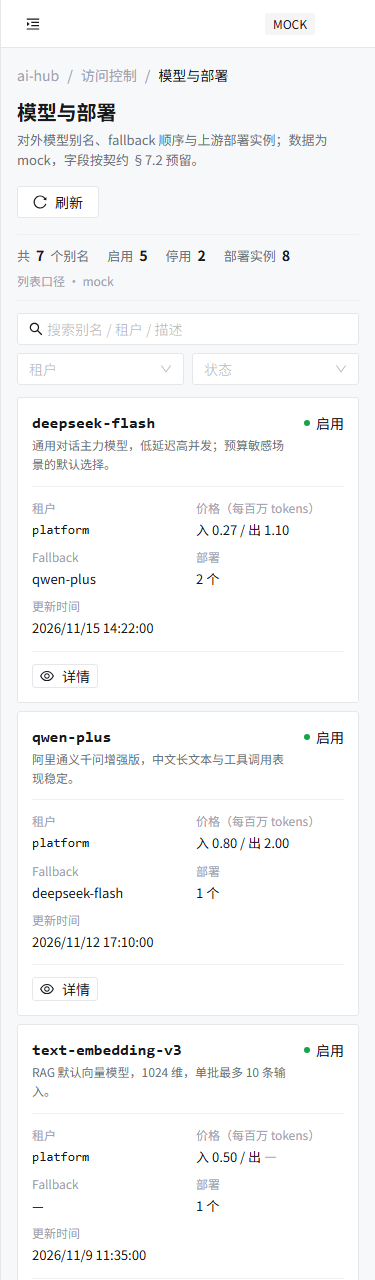 MOCK
ai-hub / 访问控制 / 模型与部署
模型与部署
对外模型别名、fallback 顺序与上游部署实例；数据为
mock，字段按契约 §7.2 预留。
刷新
共 7 个别名 启用 5 停用 2 部署实例 8
列表口径 · mock
搜索别名 / 租户 / 描述
租户 状态
deepseek-flash 启用
通用对话主力模型，低延迟高并发；预算敏感场
景的默认选择。
租户 价格（每百万 tokens）
platform 入 0.27 / 出 1.10
Fallback 部署
qwen-plus 2 个
更新时间
2026/11/15 14:22:00
详情
qwen-plus 启用
阿里通义千问增强版，中文长文本与工具调用表
现稳定。
租户 价格（每百万 tokens）
platform 入 0.80 / 出 2.00
Fallback 部署
deepseek-flash 1 个
更新时间
2026/11/12 17:10:00
详情
text-embedding-v3 启用
RAG 默认向量模型，1024 维，单批最多 10 条输
入。
租户 价格（每百万 tokens）
platform 入 0.50 / 出 —
Fallback 部署
— 1 个
更新时间
2026/11/9 11:35:00